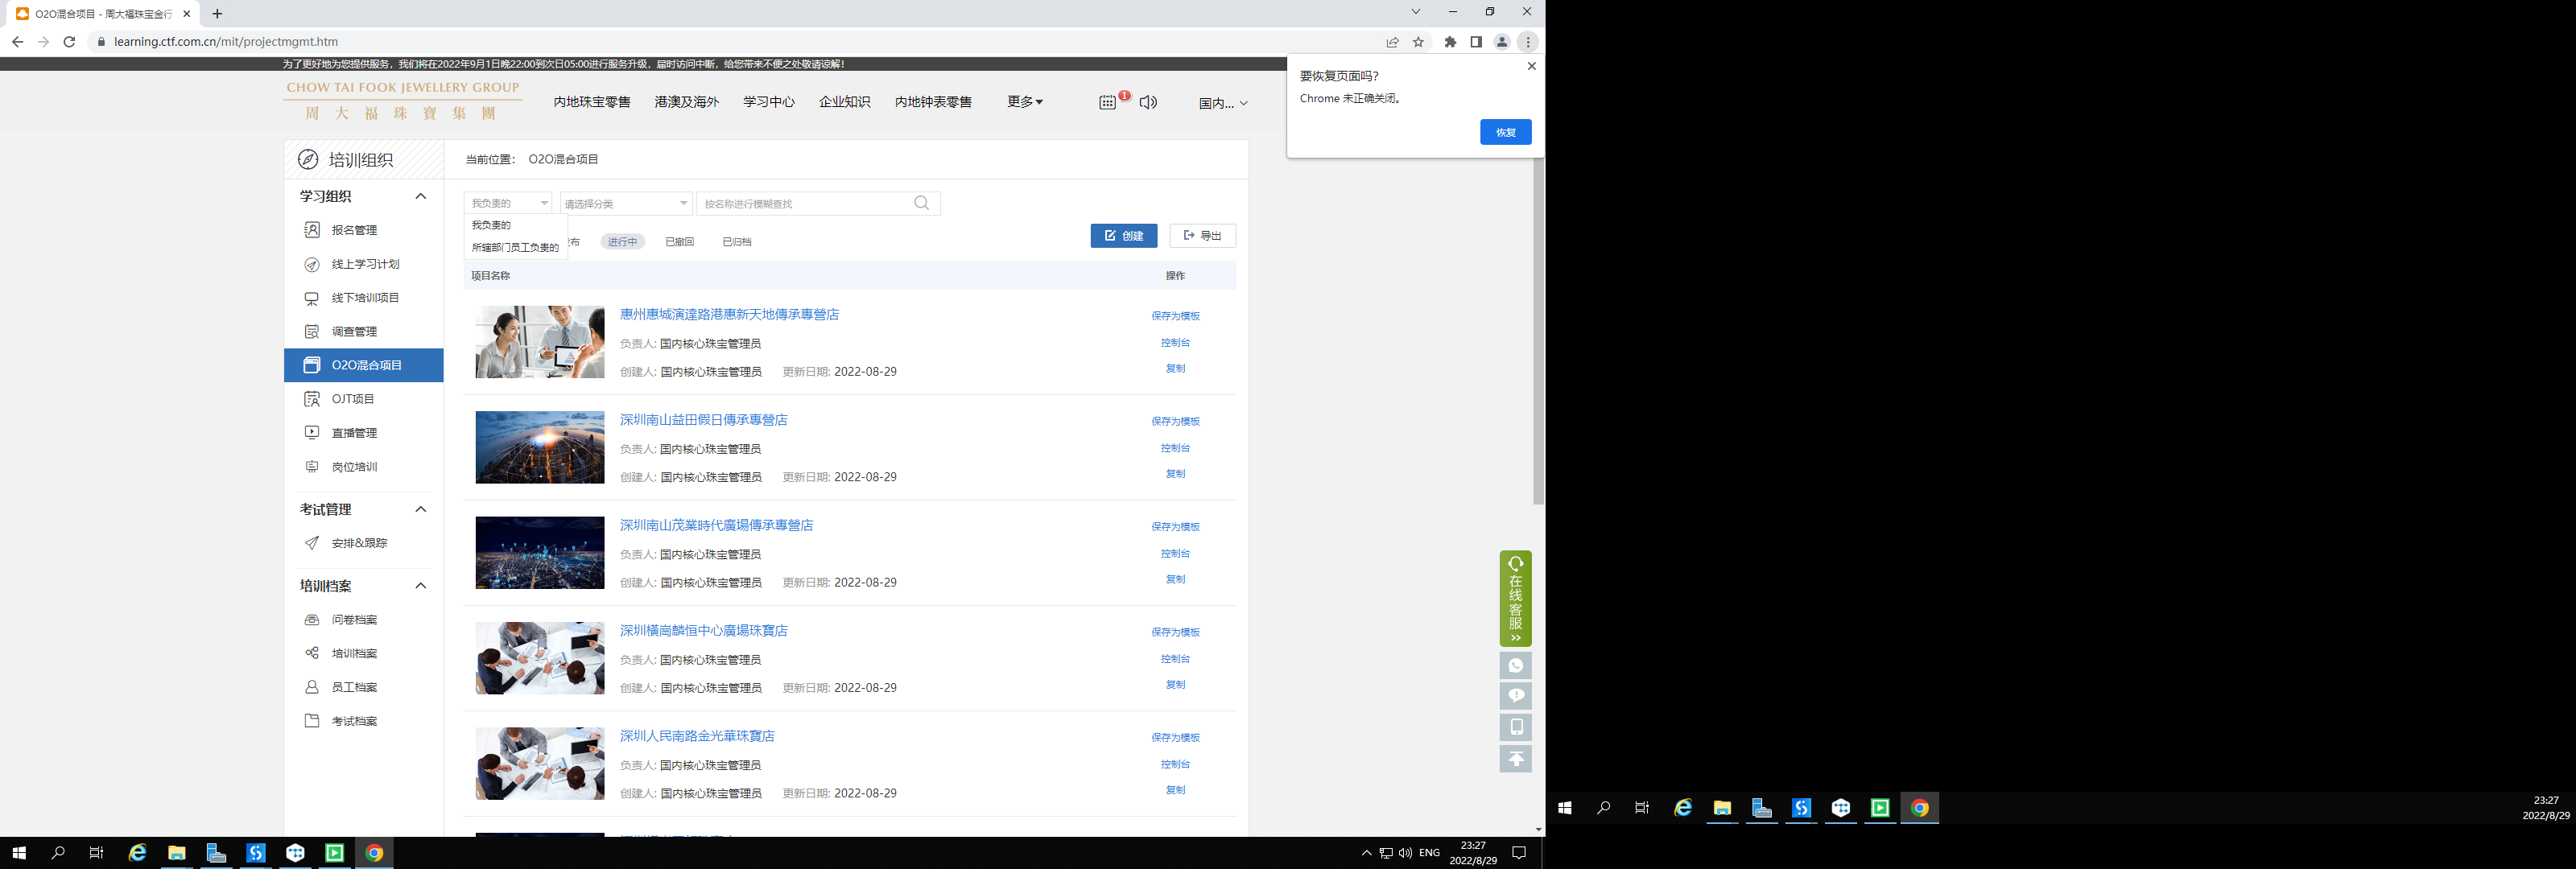 O2O混合项目 - 周大福珠宝金行
learning.ctf.com.cn/mit/projectmgmt.htm
为了更好地为您提供服务，我们将在2022年9月1日晚22:00到次日05:00进行服务升级，届时访问中断，给您带来不便之处敬请谅解！
要恢复页面吗？
Chrome 未正确关闭。
恢复
CHOW TAI FOOK JEWELLERY GROUP
周大福珠寶集團
内地珠宝零售 港澳及海外 学习中心 企业知识 内地钟表零售 更多 1 国内...
培训组织
当前位置： O2O混合项目
学习组织
报名管理
线上学习计划
线下培训项目
调查管理
O2O混合项目
OJT项目
直播管理
岗位培训
考试管理
安排&跟踪
培训档案
问卷档案
培训档案
员工档案
考试档案
我负责的 请选择分类 按名称进行模糊查找
我负责的
所辖部门员工负责的
布 进行中 已撤回 已归档
创建 导出
项目名称 操作
惠州惠城演達路港惠新天地傳承專營店
负责人: 国内核心珠宝管理员
创建人: 国内核心珠宝管理员 更新日期: 2022-08-29
保存为模板
控制台
复制
深圳南山益田假日傳承專營店
负责人: 国内核心珠宝管理员
创建人: 国内核心珠宝管理员 更新日期: 2022-08-29
保存为模板
控制台
复制
深圳南山茂業時代廣場傳承專營店
负责人: 国内核心珠宝管理员
创建人: 国内核心珠宝管理员 更新日期: 2022-08-29
保存为模板
控制台
复制
深圳橫崗麟恒中心廣場珠寶店
负责人: 国内核心珠宝管理员
创建人: 国内核心珠宝管理员 更新日期: 2022-08-29
保存为模板
控制台
复制
深圳人民南路金光華珠寶店
负责人: 国内核心珠宝管理员
创建人: 国内核心珠宝管理员 更新日期: 2022-08-29
保存为模板
控制台
复制
在线客服
ENG
23:27
2022/8/29
23:27
2022/8/29